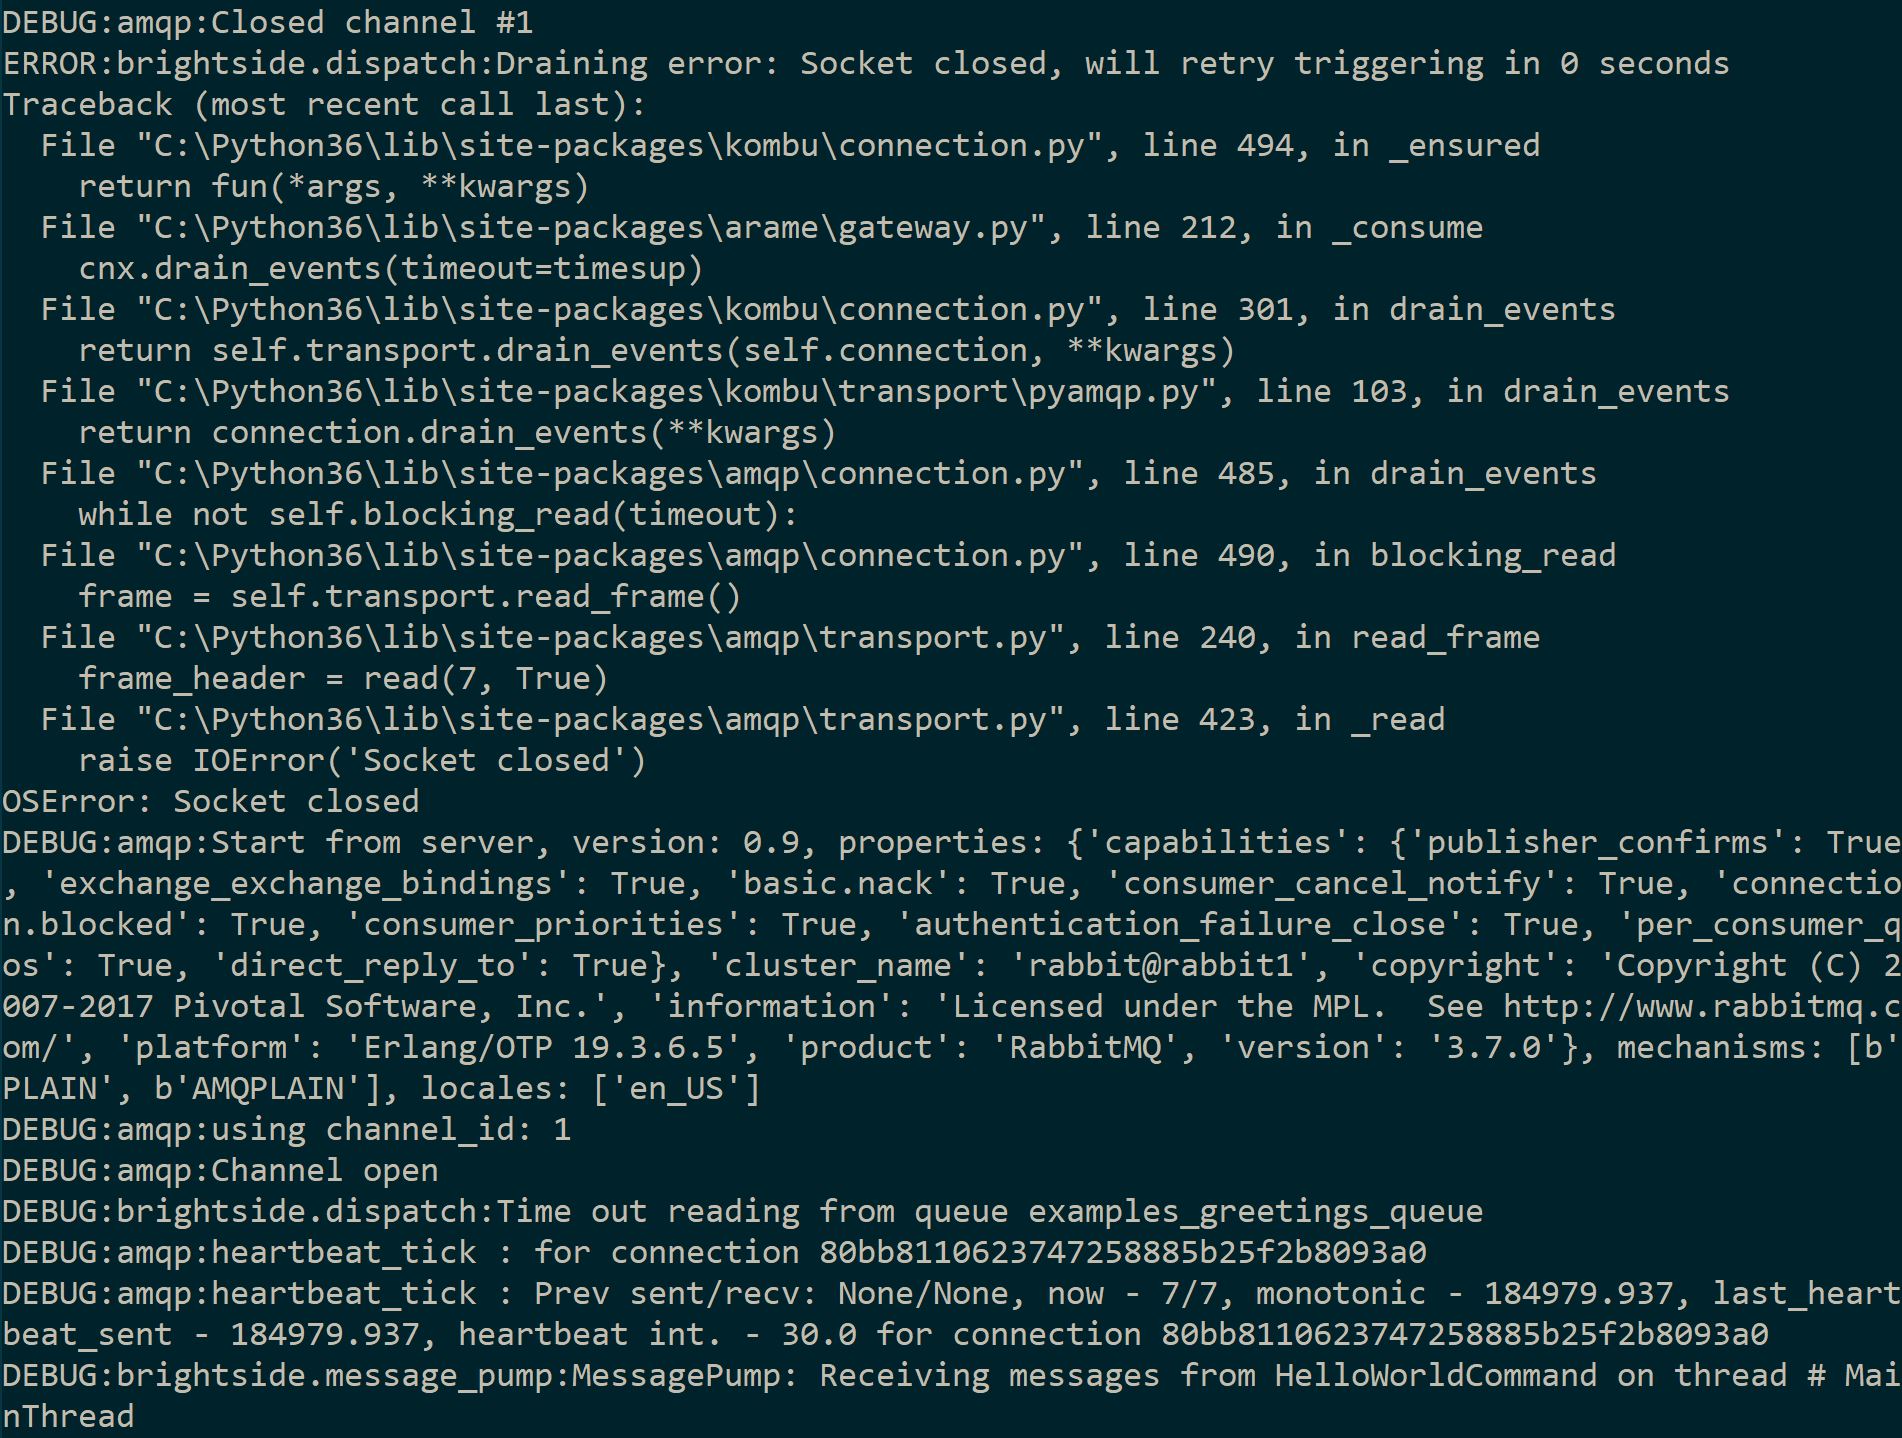 DEBUG:amqp:Closed channel #1
ERROR:brightside.dispatch:Draining error: Socket closed, will retry triggering in 0 seconds
Traceback (most recent call last):
  File "C:\Python36\lib\site-packages\kombu\connection.py", line 494, in _ensured
    return fun(*args, **kwargs)
  File "C:\Python36\lib\site-packages\arame\gateway.py", line 212, in _consume
    cnx.drain_events(timeout=timesup)
  File "C:\Python36\lib\site-packages\kombu\connection.py", line 301, in drain_events
    return self.transport.drain_events(self.connection, **kwargs)
  File "C:\Python36\lib\site-packages\kombu\transport\pyamqp.py", line 103, in drain_events
    return connection.drain_events(**kwargs)
  File "C:\Python36\lib\site-packages\amqp\connection.py", line 485, in drain_events
    while not self.blocking_read(timeout):
  File "C:\Python36\lib\site-packages\amqp\connection.py", line 490, in blocking_read
    frame = self.transport.read_frame()
  File "C:\Python36\lib\site-packages\amqp\transport.py", line 240, in read_frame
    frame_header = read(7, True)
  File "C:\Python36\lib\site-packages\amqp\transport.py", line 423, in _read
    raise IOError('Socket closed')
OSError: Socket closed
DEBUG:amqp:Start from server, version: 0.9, properties: {'capabilities': {'publisher_confirms': True
, 'exchange_exchange_bindings': True, 'basic.nack': True, 'consumer_cancel_notify': True, 'connectio
n.blocked': True, 'consumer_priorities': True, 'authentication_failure_close': True, 'per_consumer_q
os': True, 'direct_reply_to': True}, 'cluster_name': 'rabbit@rabbit1', 'copyright': 'Copyright (C) 2
007-2017 Pivotal Software, Inc.', 'information': 'Licensed under the MPL.  See http://www.rabbitmq.c
om/', 'platform': 'Erlang/OTP 19.3.6.5', 'product': 'RabbitMQ', 'version': '3.7.0'}, mechanisms: [b'
PLAIN', b'AMQPLAIN'], locales: ['en_US']
DEBUG:amqp:using channel_id: 1
DEBUG:amqp:Channel open
DEBUG:brightside.dispatch:Time out reading from queue examples_greetings_queue
DEBUG:amqp:heartbeat_tick : for connection 80bb8110623747258885b25f2b8093a0
DEBUG:amqp:heartbeat_tick : Prev sent/recv: None/None, now - 7/7, monotonic - 184979.937, last_heart
beat_sent - 184979.937, heartbeat int. - 30.0 for connection 80bb8110623747258885b25f2b8093a0
DEBUG:brightside.message_pump:MessagePump: Receiving messages from HelloWorldCommand on thread # Mai
nThread